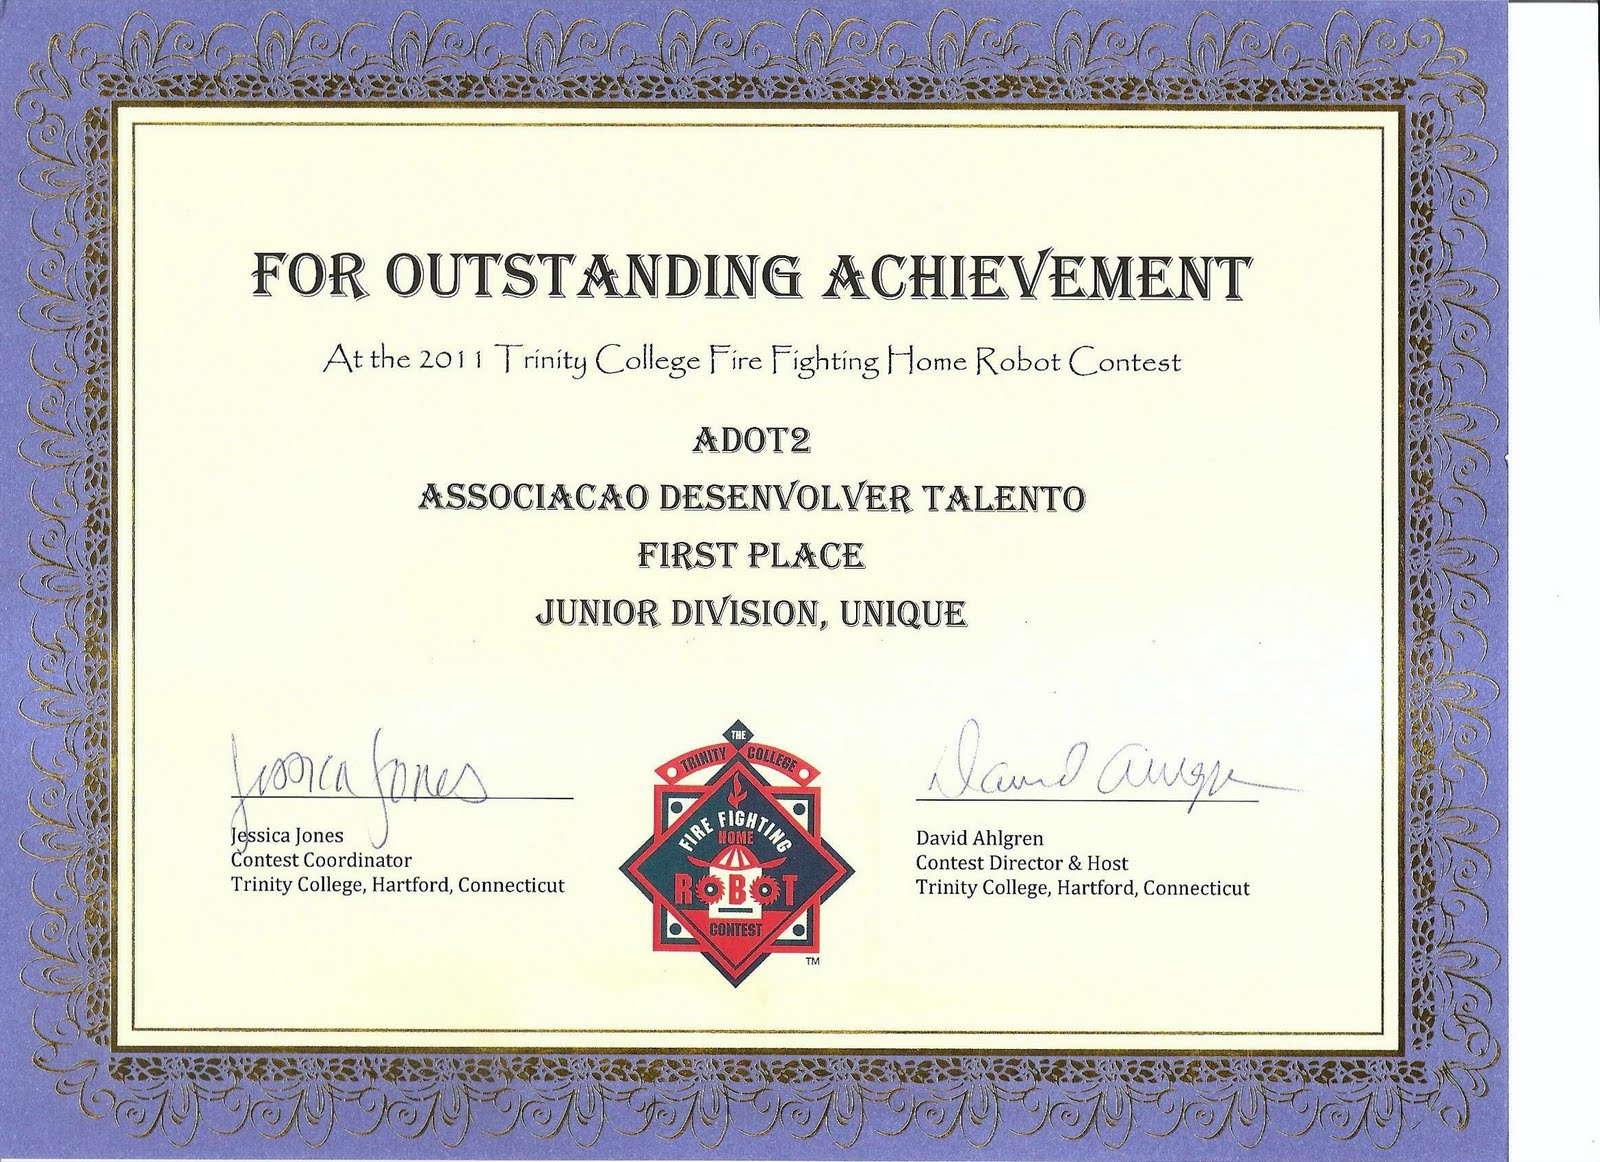 FOR OUTSTANDING ACHIEVEMENT
At the 2011 Trinity College Fire Fighting Home Robot Contest
ADOT2
ASSOCIACAO DESENVOLVER TALENTO
FIRST PLACE
JUNIOR DIVISION, UNIQUE
Jessica Jones
Jessica Jones
Contest Coordinator
Trinity College, Hartford, Connecticut
THE
TRINITY COLLEGE
FIRE FIGHTING
HOME
ROBOT
CONTEST
TM
David Ahlgren
David Ahlgren
Contest Director & Host
Trinity College, Hartford, Connecticut